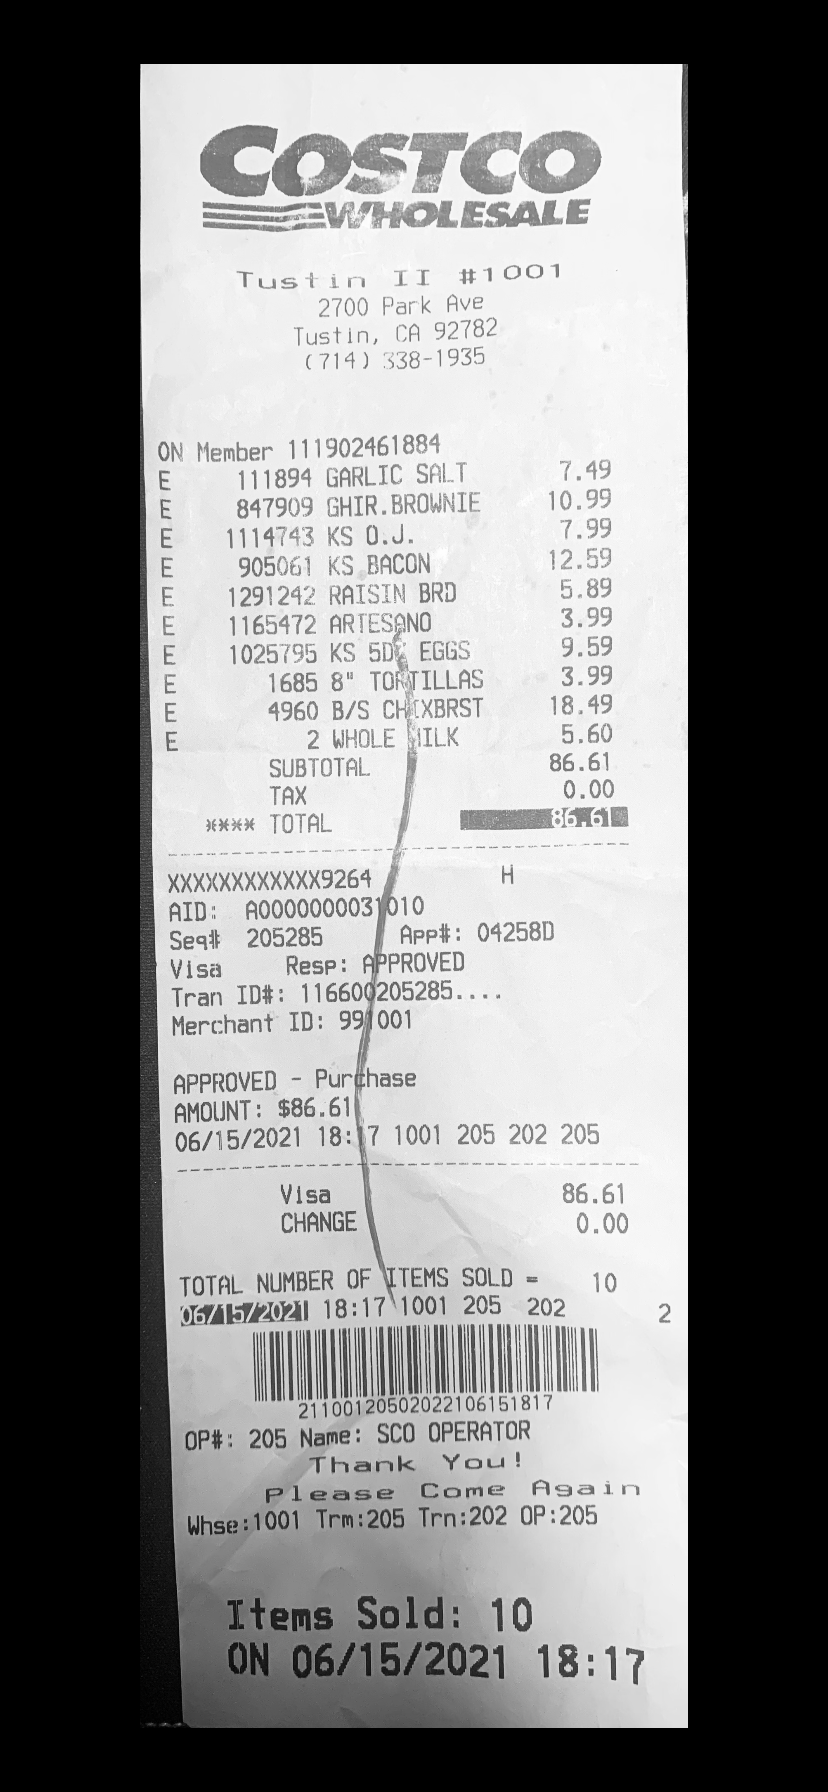 COSTCO
WHOLESALE
Tustin II #1001
2700 Park Ave
Tustin, CA 92782
(714) 338-1935
ON Member 111902461884
E 111894 GARLIC SALT 7.49
E 847909 GHIR.BROWNIE 10.99
E 1114743 KS O.J. 7.99
E 905061 KS BACON 12.59
E 1291242 RAISIN BRD 5.89
E 1165472 ARTESANO 3.99
E 1025795 KS EGGS 9.59
E 1685 8" TORTILLAS 3.99
E 4960 B/S CHIXBRST 18.49
E 2 WHOLE MILK 5.60
SUBTOTAL 86.61
TAX 0.00
**** TOTAL 86.61
XXXXXXXXXXXX9264 H
AID: A0000000031010
Seq# 205285 App#: 04258D
Visa Resp: APPROVED
Tran ID#: 116600205285....
Merchant ID: 991001
APPROVED - Purchase
AMOUNT: $86.61
06/15/2021 18:17 1001 205 202 205
Visa 86.61
CHANGE 0.00
TOTAL NUMBER OF ITEMS SOLD = 10
06/15/2021 18:17 1001 205 202 2
21100120502022106151817
OP#: 205 Name: SCO OPERATOR
Thank You!
Please Come Again
Whse:1001 Trm:205 Trn:202 OP:205
Items Sold: 10
ON 06/15/2021 18:17